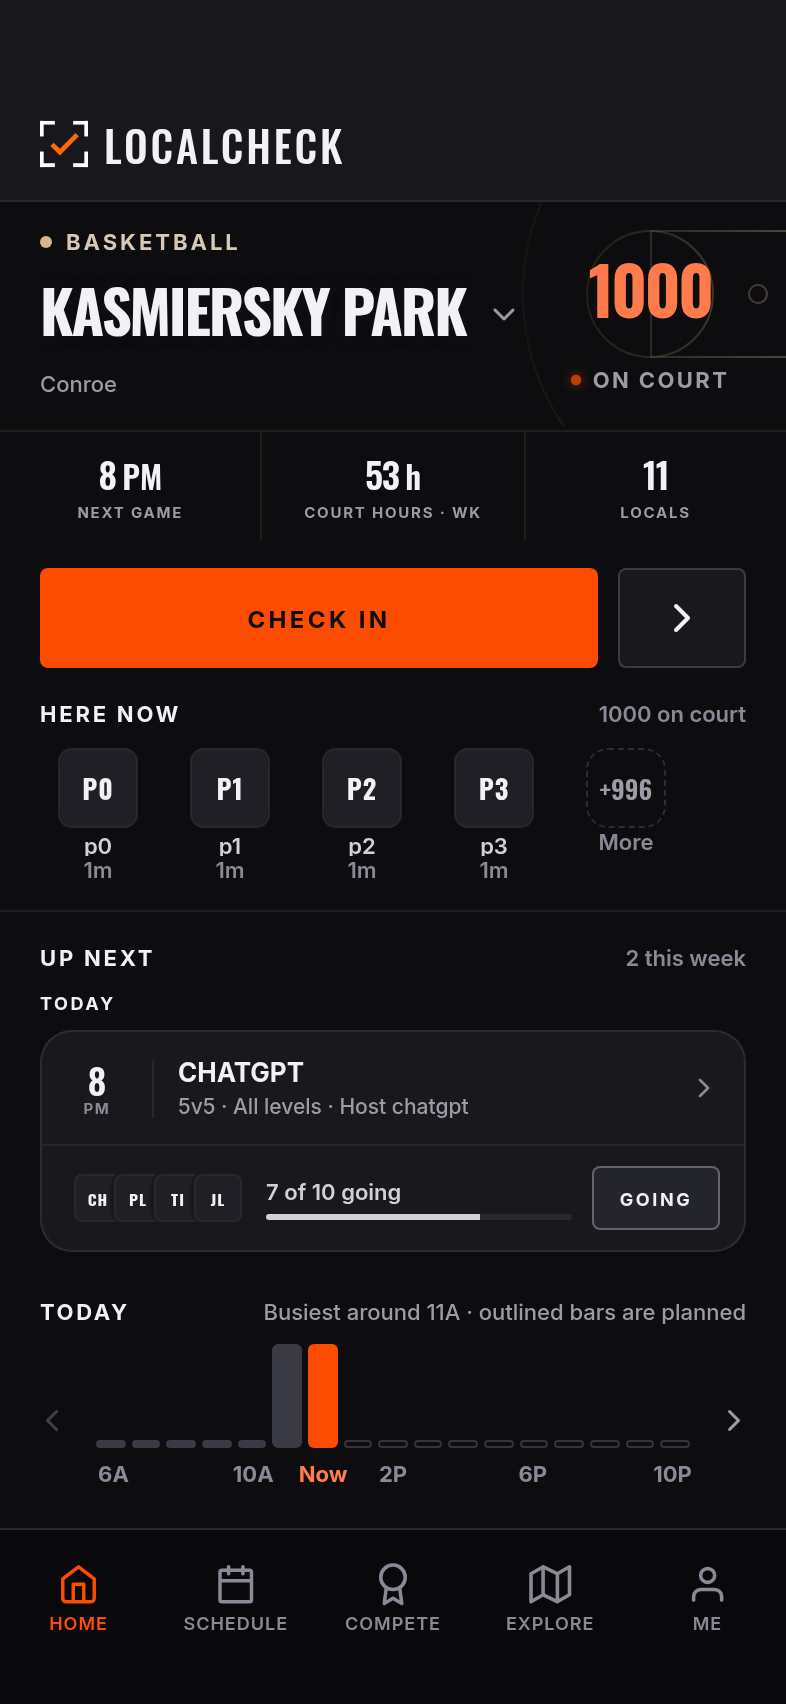 LOCALCHECK
BASKETBALL
KASMIERSKY PARK
1000
Conroe
ON COURT
8 PM
53 h
11
NEXT GAME
COURT HOURS · WK
LOCALS
CHECK IN
HERE NOW
1000 on court
P0 P1 P2 P3 +996
p0 p1 p2 p3 More
1m 1m 1m 1m
UP NEXT
2 this week
TODAY
8 PM
CHATGPT
5v5 · All levels · Host chatgpt
CH PL TI JL
7 of 10 going
GOING
TODAY
Busiest around 11A · outlined bars are planned
6A 10A Now 2P 6P 10P
HOME SCHEDULE COMPETE EXPLORE ME